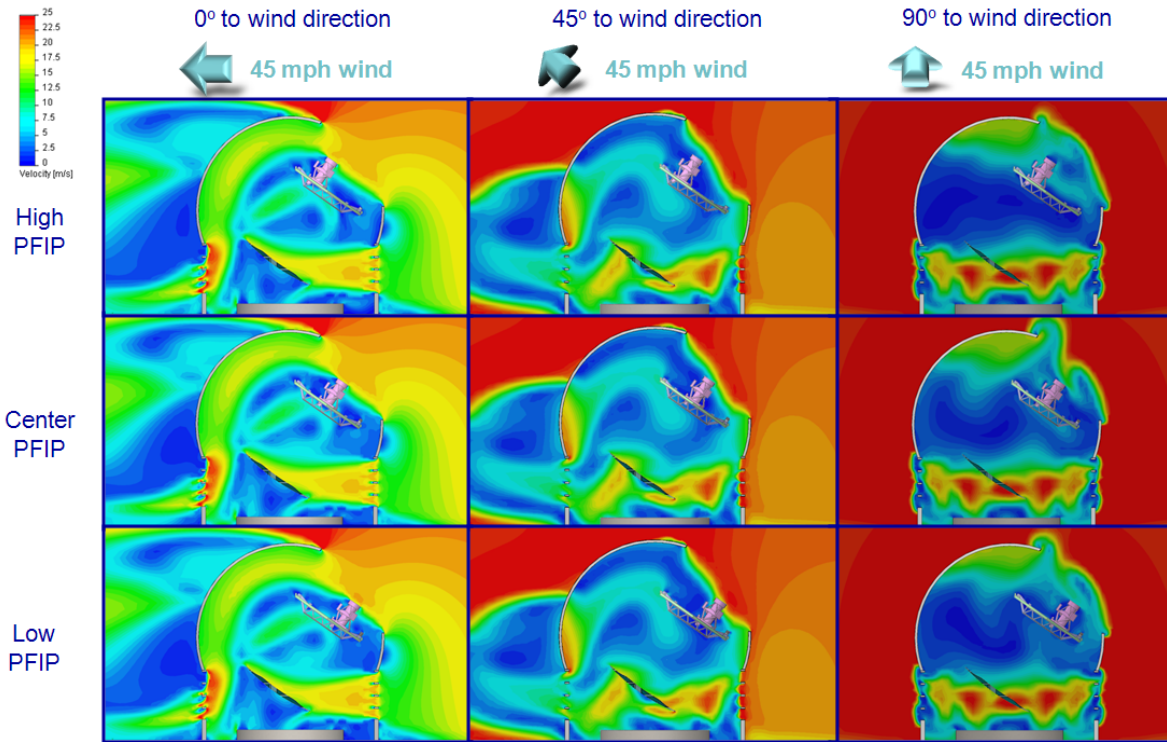 0° to wind direction
45° to wind direction
90° to wind direction
45 mph wind
45 mph wind
45 mph wind
25
22.5
20
17.5
15
12.5
10
7.5
5
2.5
0
Velocity [m/s]
High
PFIP
Center
PFIP
Low
PFIP